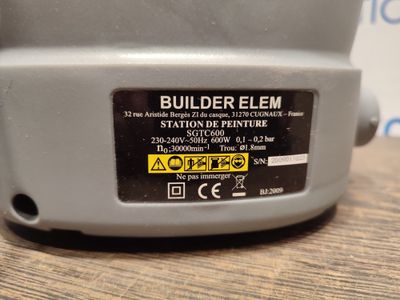 BUILDER ELEM
32 rue Aristide Bergès ZI du casque, 31270 CUGNAUX – France
STATION DE PEINTURE
SGTC600
230-240V~50Hz 600W 0,1 – 0,2 bar
n₀:30000min⁻¹ Trou: ø1.8mm
S/N:
Ne pas immerger
CE BJ:2009